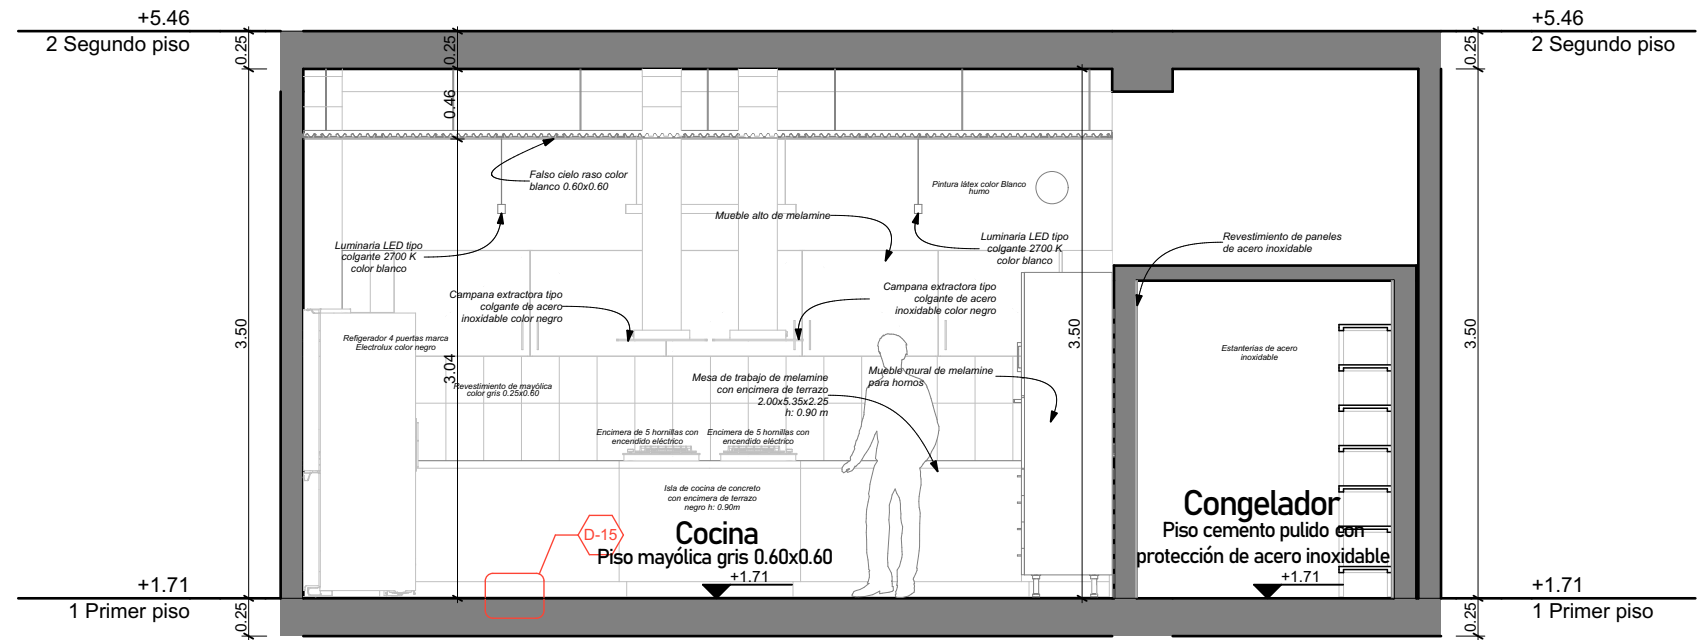 +5.46
2 Segundo piso
+5.46
2 Segundo piso
0.25
0.25
0.25
0.46
Falso cielo raso color
blanco 0.60x0.60
Pintura látex color Blanco
humo
Mueble alto de melamine
Luminaria LED tipo
colgante 2700 K
color blanco
Luminaria LED tipo
colgante 2700 K
color blanco
Revestimiento de paneles
de acero inoxidable
Campana extractora tipo
colgante de acero
inoxidable color negro
Campana extractora tipo
colgante de acero
inoxidable color negro
3.50
3.04
3.50
3.50
Refigerador 4 puertas marca
Electrolux color negro
Estanterias de acero
inoxidable
Revestimiento de mayólica
color gris 0.25x0.60
Mesa de trabajo de melamine
con encimera de terrazo
2.00x5.35x2.25
h: 0.90 m
Mueble mural de melamine
para hornos
Encimera de 5 hornillas con
encendido eléctrico
Encimera de 5 hornillas con
encendido eléctrico
Isla de cocina de concreto
con encimera de terrazo
negro h: 0.90m
D-15
Cocina
Piso mayólica gris 0.60x0.60
+1.71
Congelador
Piso cemento pulido con
protección de acero inoxidable
+1.71
+1.71
1 Primer piso
+1.71
1 Primer piso
0.25
0.25